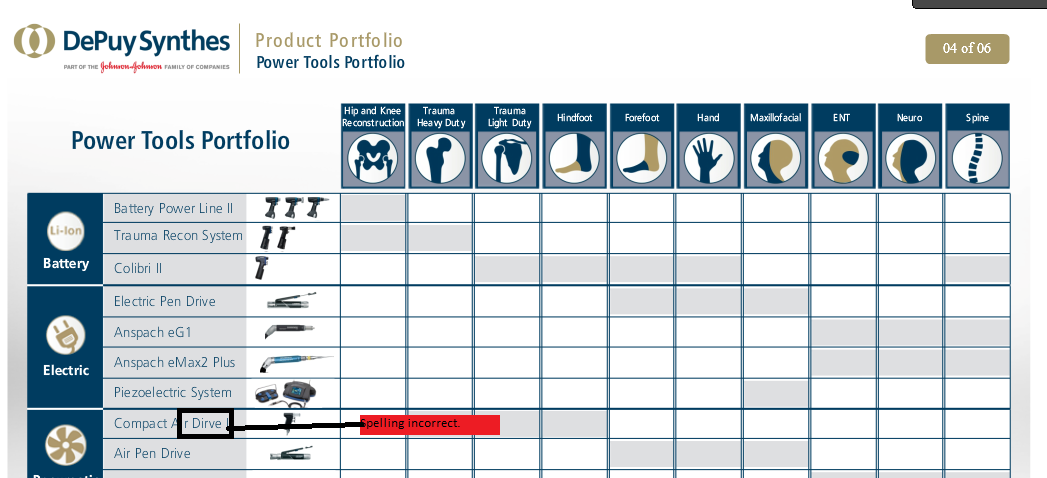 DePuy Synthes
PART OF THE Johnson-Johnson FAMILY OF COMPANIES
Product Portfolio
Power Tools Portfolio
04 of 06
Power Tools Portfolio
Hip and Knee
Reconstruction
Trauma
Heavy Duty
Trauma
Light Duty
Hindfoot
Forefoot
Hand
Maxillofacial
ENT
Neuro
Spine
Li-Ion
Battery
Battery Power Line II
Trauma Recon System
Colibri II
Electric
Electric Pen Drive
Anspach eG1
Anspach eMax2 Plus
Piezoelectric System
Compact Air Dirve
Spelling incorrect.
Air Pen Drive